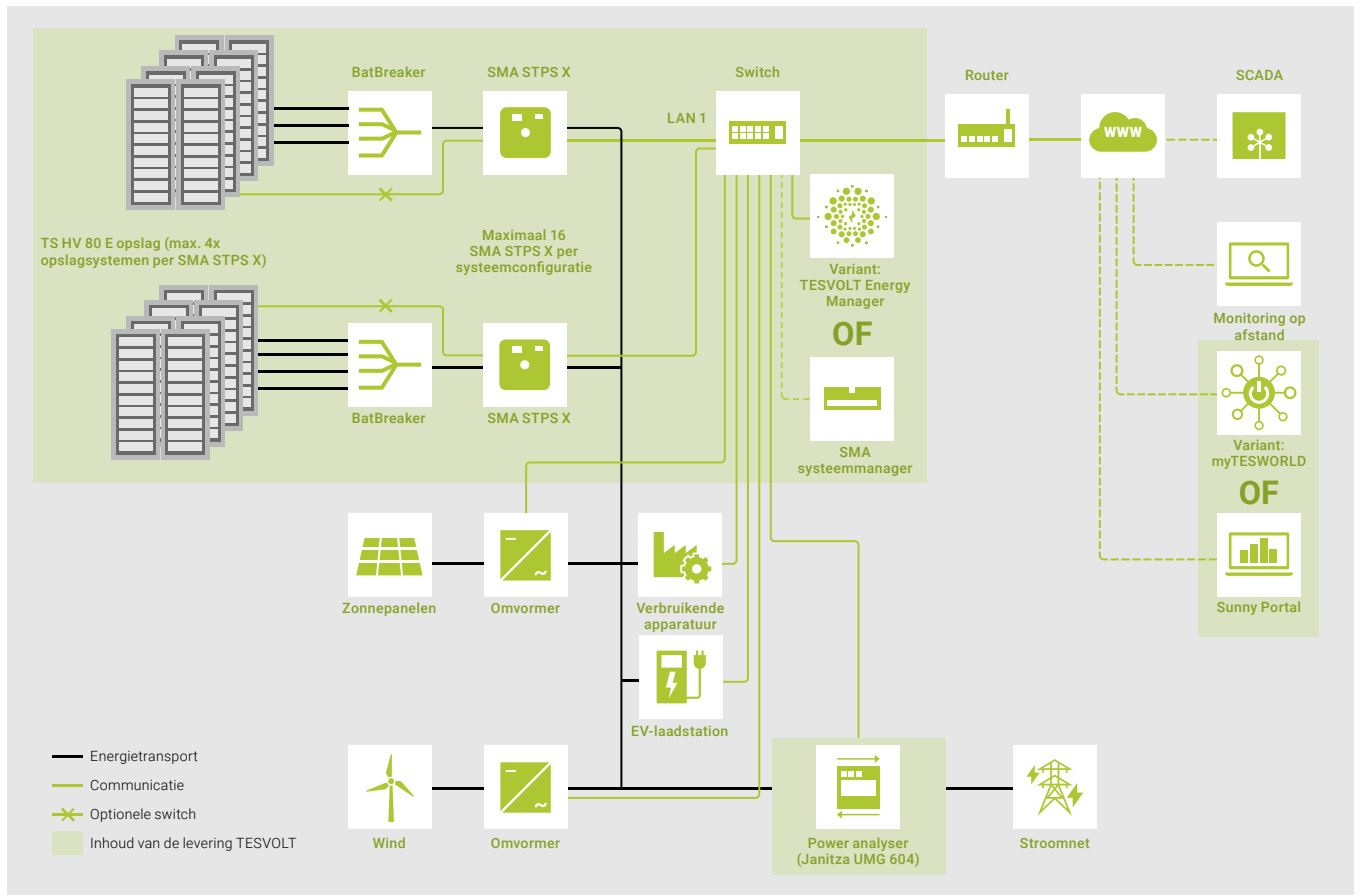 BatBreaker
SMA STPS X
Switch
Router
SCADA
LAN 1
WWW
TS HV 80 E opslag (max. 4x
opslagsystemen per SMA STPS X)
Maximaal 16
SMA STPS X per
systeemconfiguratie
Variant:
TESVOLT Energy
Manager
OF
Monitoring op
afstand
BatBreaker
SMA STPS X
SMA
systeemmanager
Variant:
myTESWORLD
OF
Sunny Portal
Zonnepanelen
Omvormer
Verbruikende
apparatuur
EV-laadstation
Energietransport
Communicatie
Optionele switch
Inhoud van de levering TESVOLT
Wind
Omvormer
Power analyser
(Janitza UMG 604)
Stroomnet